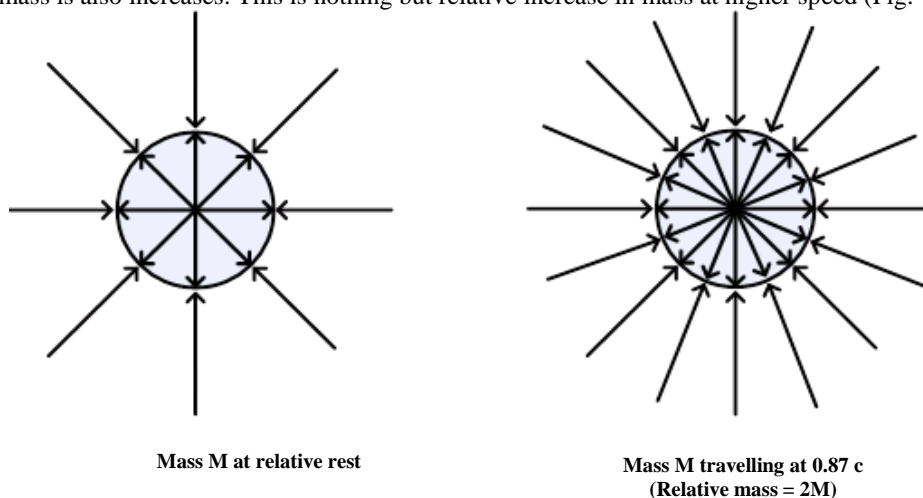 mass is also increases. This is nothing but relative increase in mass at higher speed (Fig.
Mass M at relative rest
Mass M travelling at 0.87 c
(Relative mass = 2M)